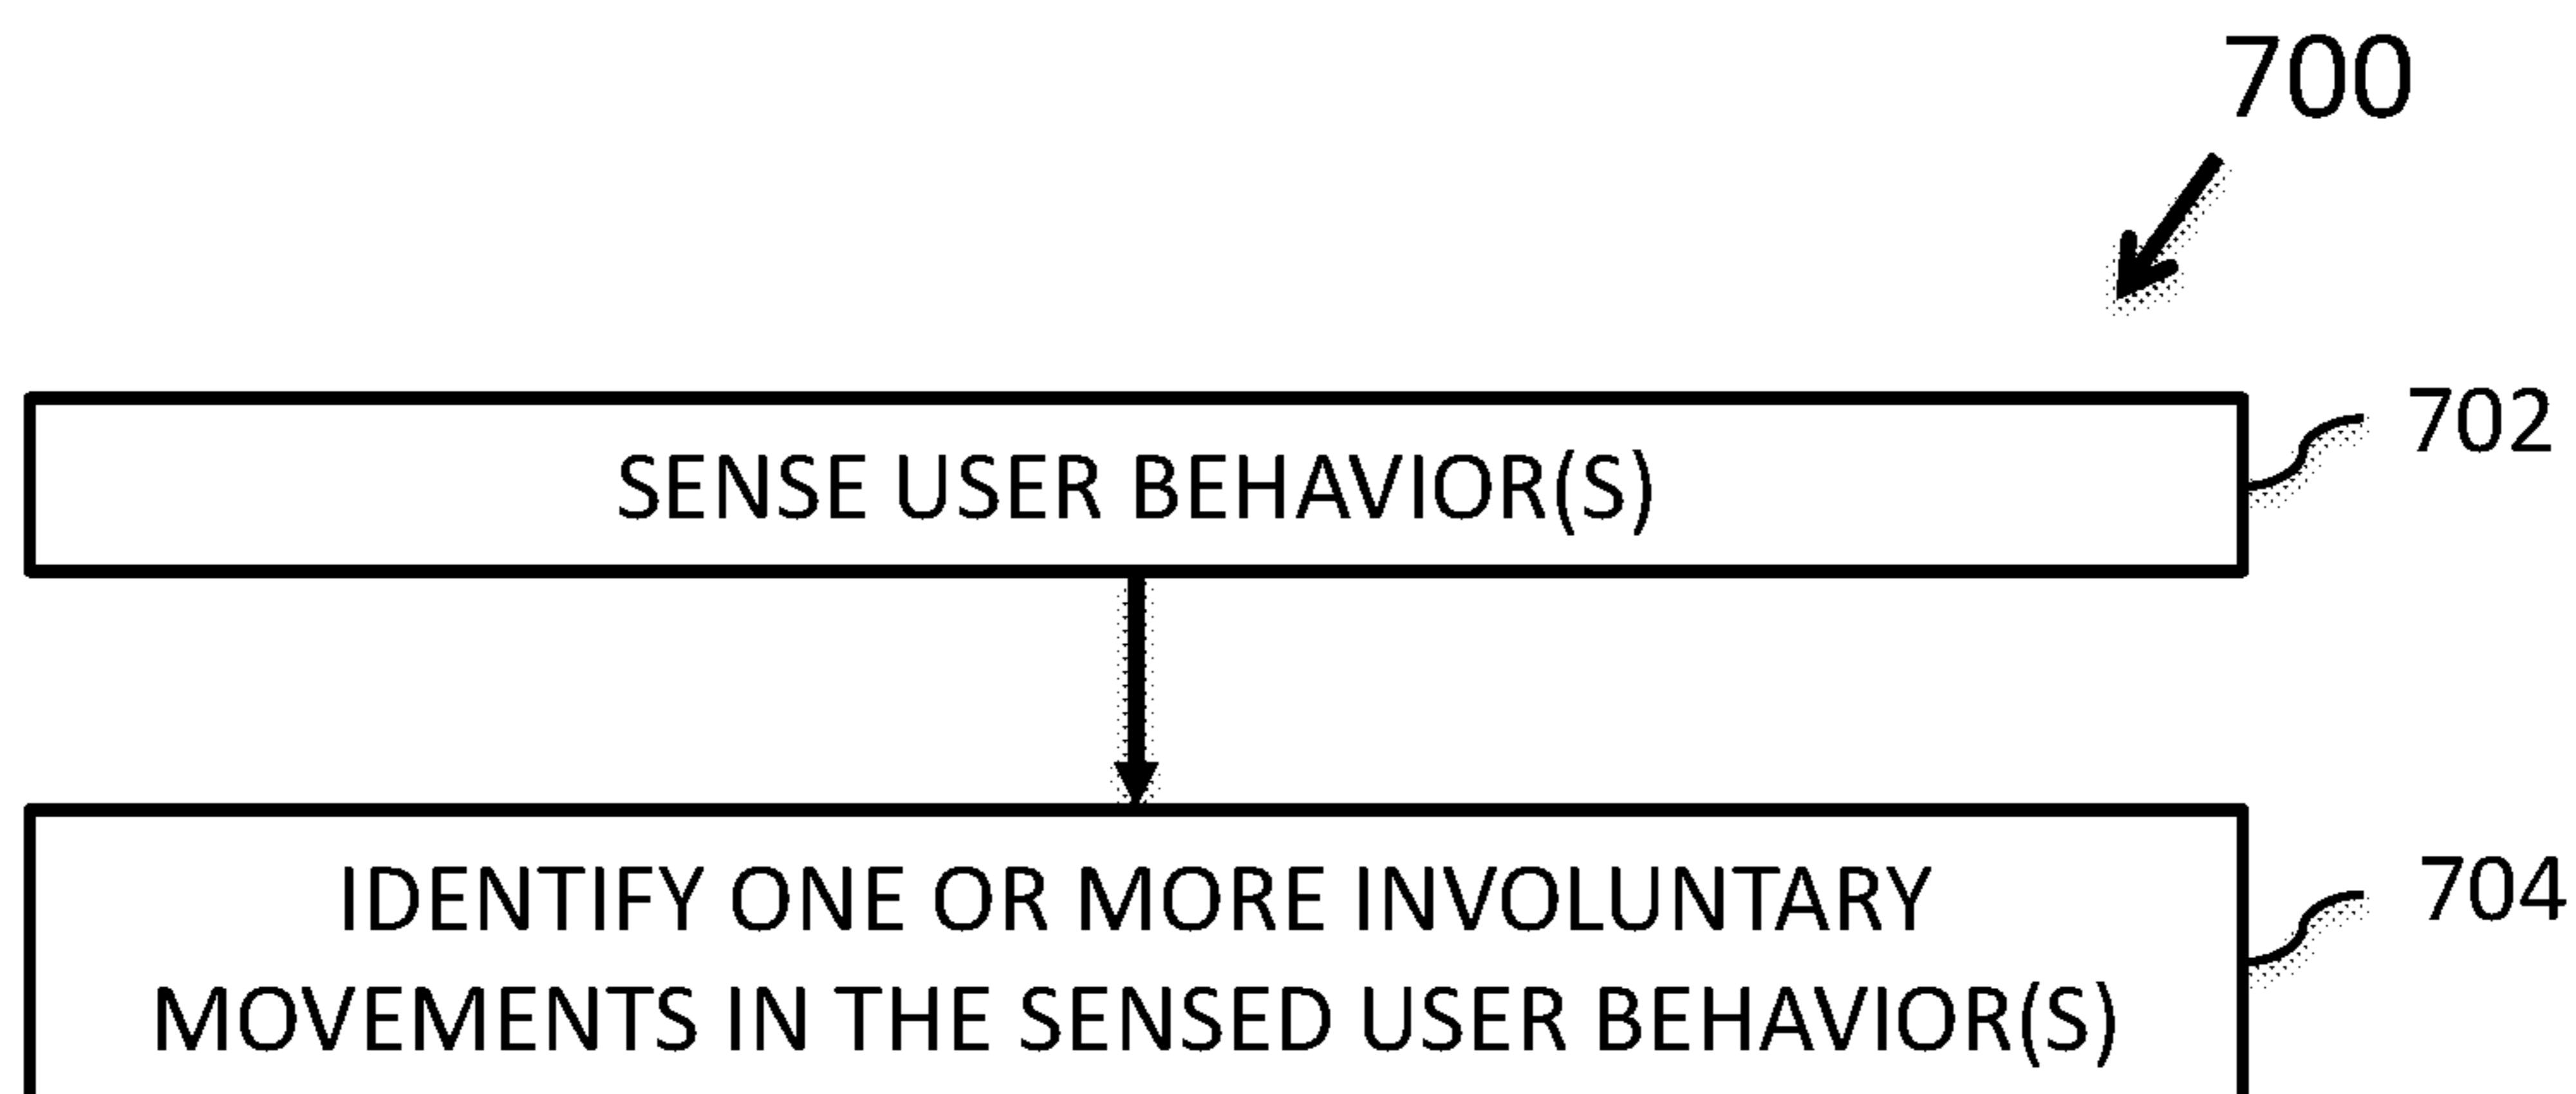 700
702
SENSE USER BEHAVIOR(S)
704
IDENTIFY ONE OR MORE INVOLUNTARY
MOVEMENTS IN THE SENSED USER BEHAVIOR(S)